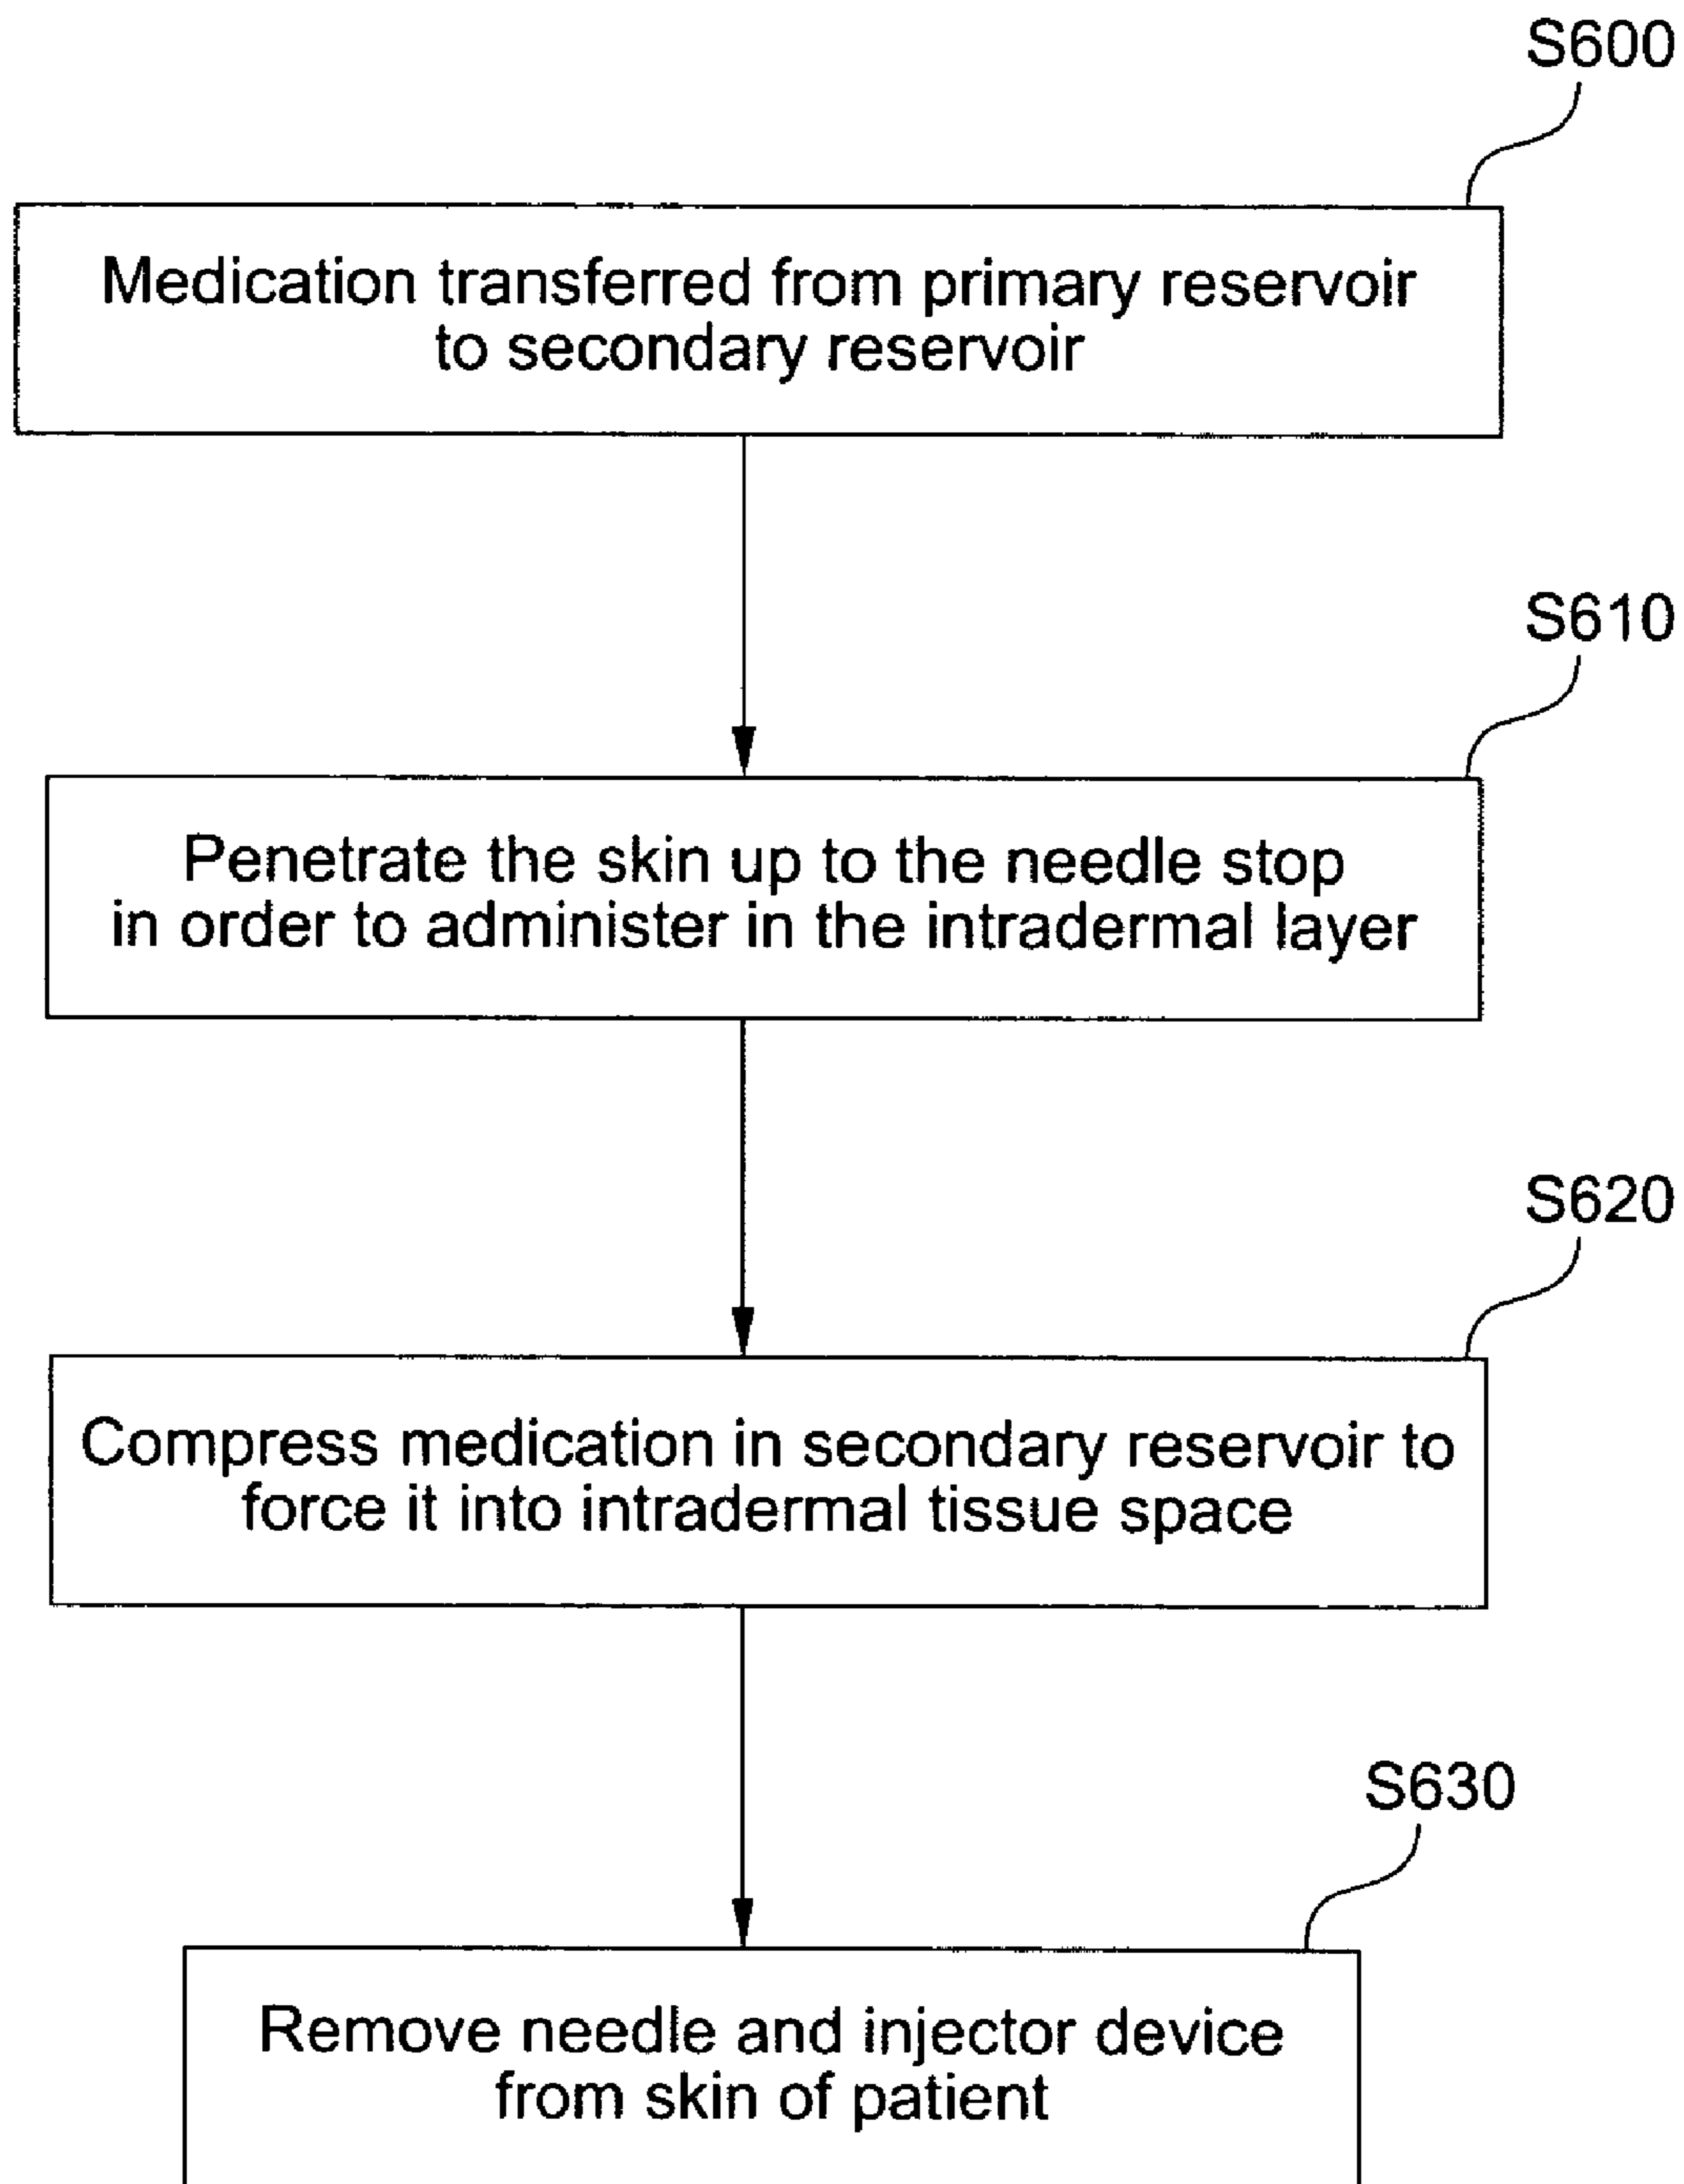 S600
Medication transferred from primary reservoir
to secondary reservoir
S610
Penetrate the skin up to the needle stop
in order to administer in the intradermal layer
S620
Compress medication in secondary reservoir to
force it into intradermal tissue space
S630
Remove needle and injector device
from skin of patient